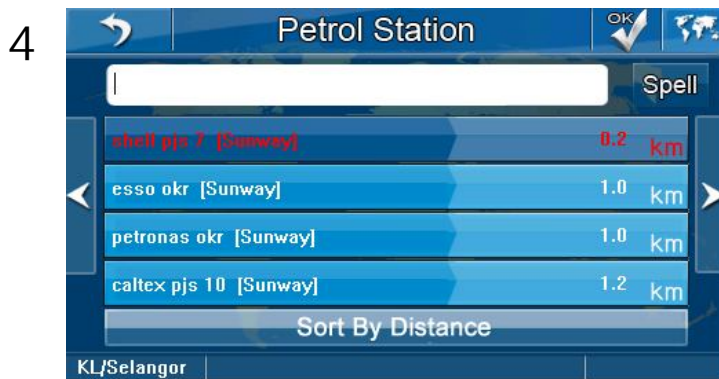 4
Petrol Station OK
Spell
shell pjs 7 [Sunway] 0.2 km
esso okr [Sunway] 1.0 km
petronas okr [Sunway] 1.0 km
caltex pjs 10 [Sunway] 1.2 km
Sort By Distance
KL/Selangor